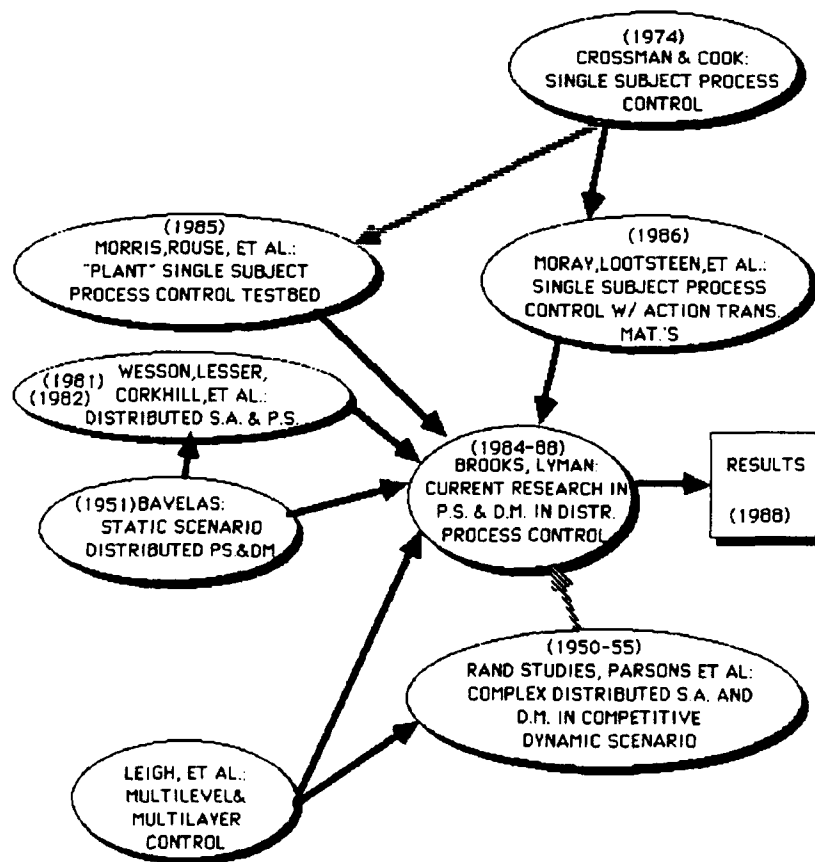 (1974)
CROSSMAN & COOK:
SINGLE SUBJECT PROCESS
CONTROL
(1985)
MORRIS,ROUSE, ET AL.:
"PLANT" SINGLE SUBJECT
PROCESS CONTROL TESTBED
(1986)
MORAY,LOOTSTEEN,ET AL.:
SINGLE SUBJECT PROCESS
CONTROL W/ ACTION TRANS.
MAT.'S
(1981) WESSON,LESSER,
(1982) CORKHILL,ET AL.:
DISTRIBUTED S.A. & P.S.
(1951)BAVELAS:
STATIC SCENARIO
DISTRIBUTED PS.&DM
(1984-88)
BROOKS, LYMAN:
CURRENT RESEARCH IN
P.S. & D.M. IN DISTR.
PROCESS CONTROL
RESULTS
(1988)
(1950-55)
RAND STUDIES, PARSONS ET AL:
COMPLEX DISTRIBUTED S.A. AND
D.M. IN COMPETITIVE
DYNAMIC SCENARIO
LEIGH, ET AL.:
MULTILEVEL&
MULTILAYER
CONTROL